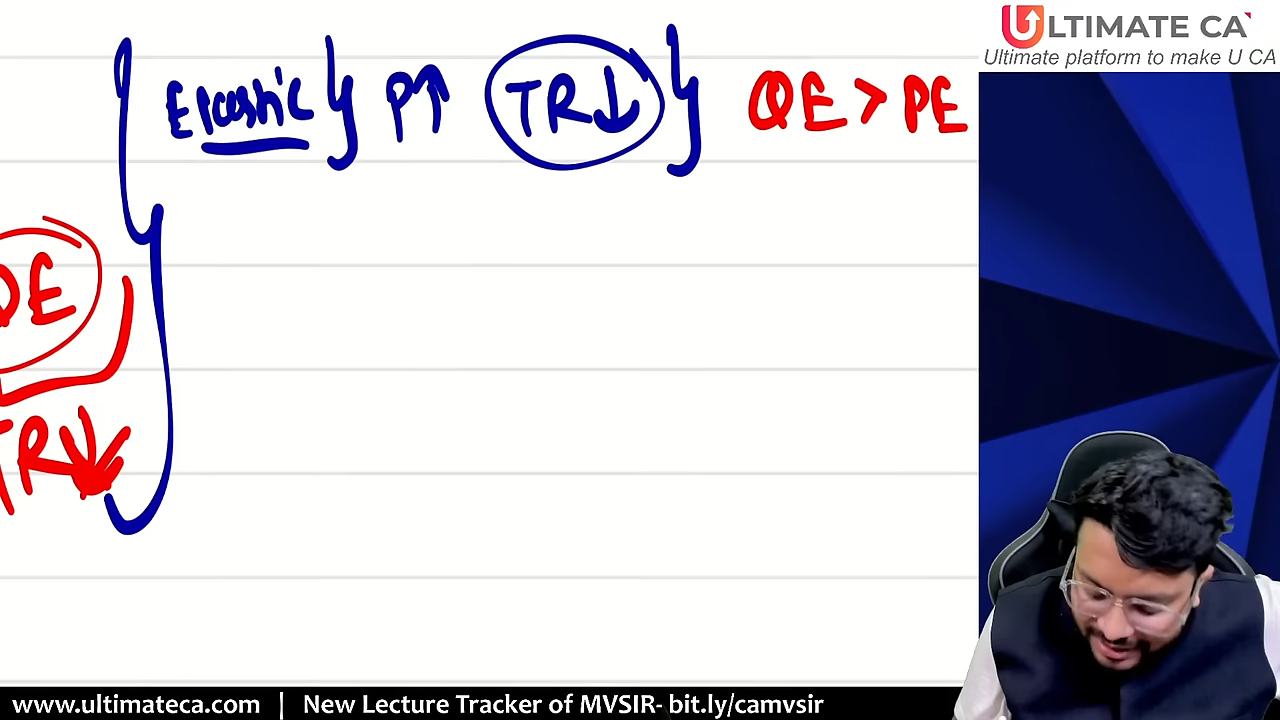 ULTIMATE CA
Ultimate platform to make U CA
Elastic } P↑ TR↓ } QE > PE
TR↓
www.ultimateca.com | New Lecture Tracker of MVSIR- bit.ly/camvsir